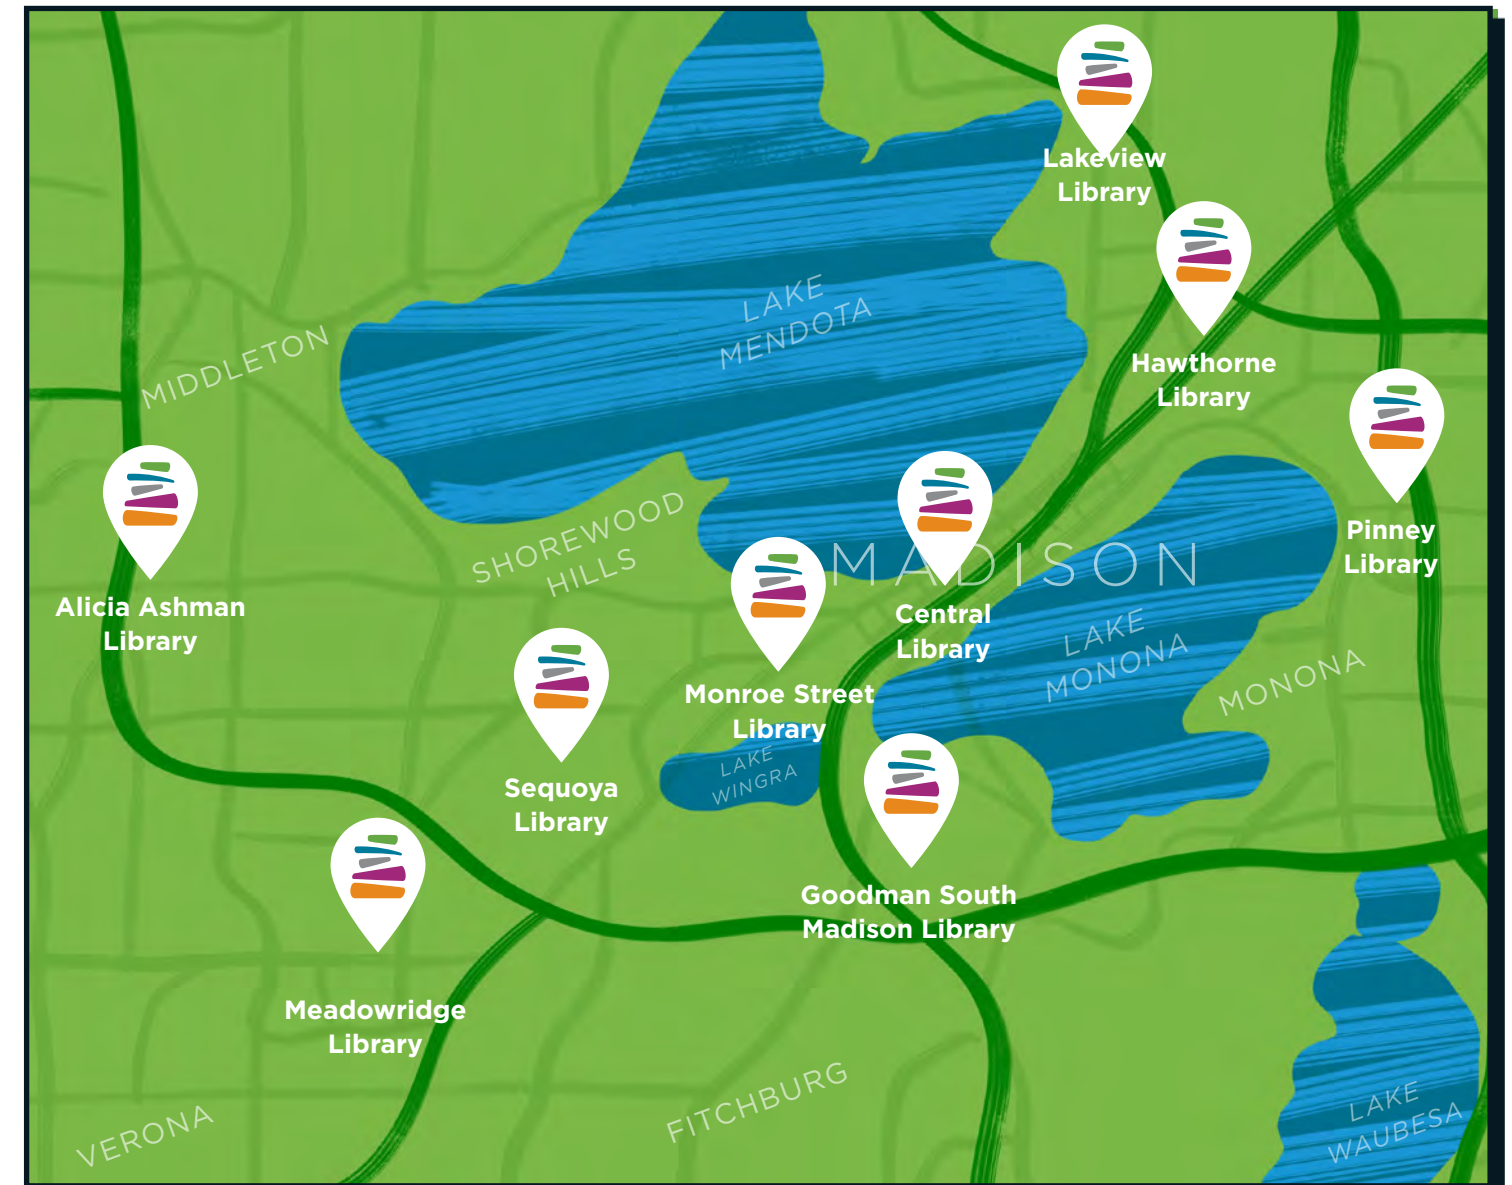 Lakeview
Library
LAKE
MENDOTA
MIDDLETON
Hawthorne
Library
SHOREWOOD
HILLS
MADISON
Pinney
Library
Alicia Ashman
Library
Central
Library
LAKE
MONONA
MONONA
Monroe Street
Library
LAKE
WINGRA
Sequoya
Library
Goodman South
Madison Library
Meadowridge
Library
VERONA
FITCHBURG
LAKE
WAUBESA